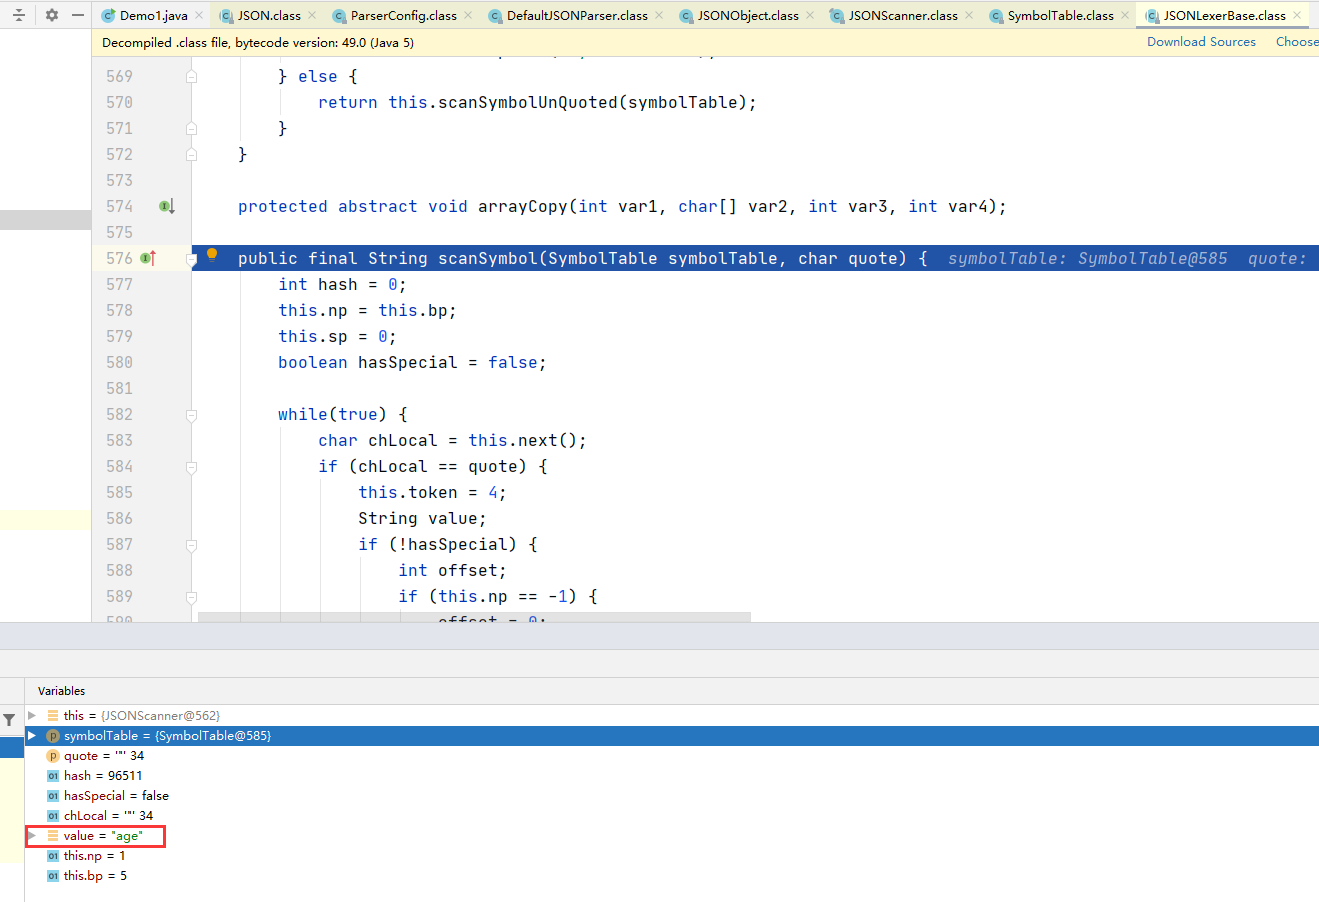 Demo1.java JSON.class ParserConfig.class DefaultJSONParser.class JSONObject.class JSONScanner.class SymbolTable.class JSONLexerBase.class
Decompiled .class file, bytecode version: 49.0 (Java 5) Download Sources Choose
569 } else {
570 return this.scanSymbolUnQuoted(symbolTable);
571 }
572 }
573
574 protected abstract void arrayCopy(int var1, char[] var2, int var3, int var4);
575
576 public final String scanSymbol(SymbolTable symbolTable, char quote) { symbolTable: SymbolTable@585 quote:
577 int hash = 0;
578 this.np = this.bp;
579 this.sp = 0;
580 boolean hasSpecial = false;
581
582 while(true) {
583 char chLocal = this.next();
584 if (chLocal == quote) {
585 this.token = 4;
586 String value;
587 if (!hasSpecial) {
588 int offset;
589 if (this.np == -1) {
590 offset = 0;
Variables
this = {JSONScanner@562}
symbolTable = {SymbolTable@585}
quote = '"' 34
hash = 96511
hasSpecial = false
chLocal = '"' 34
value = "age"
this.np = 1
this.bp = 5